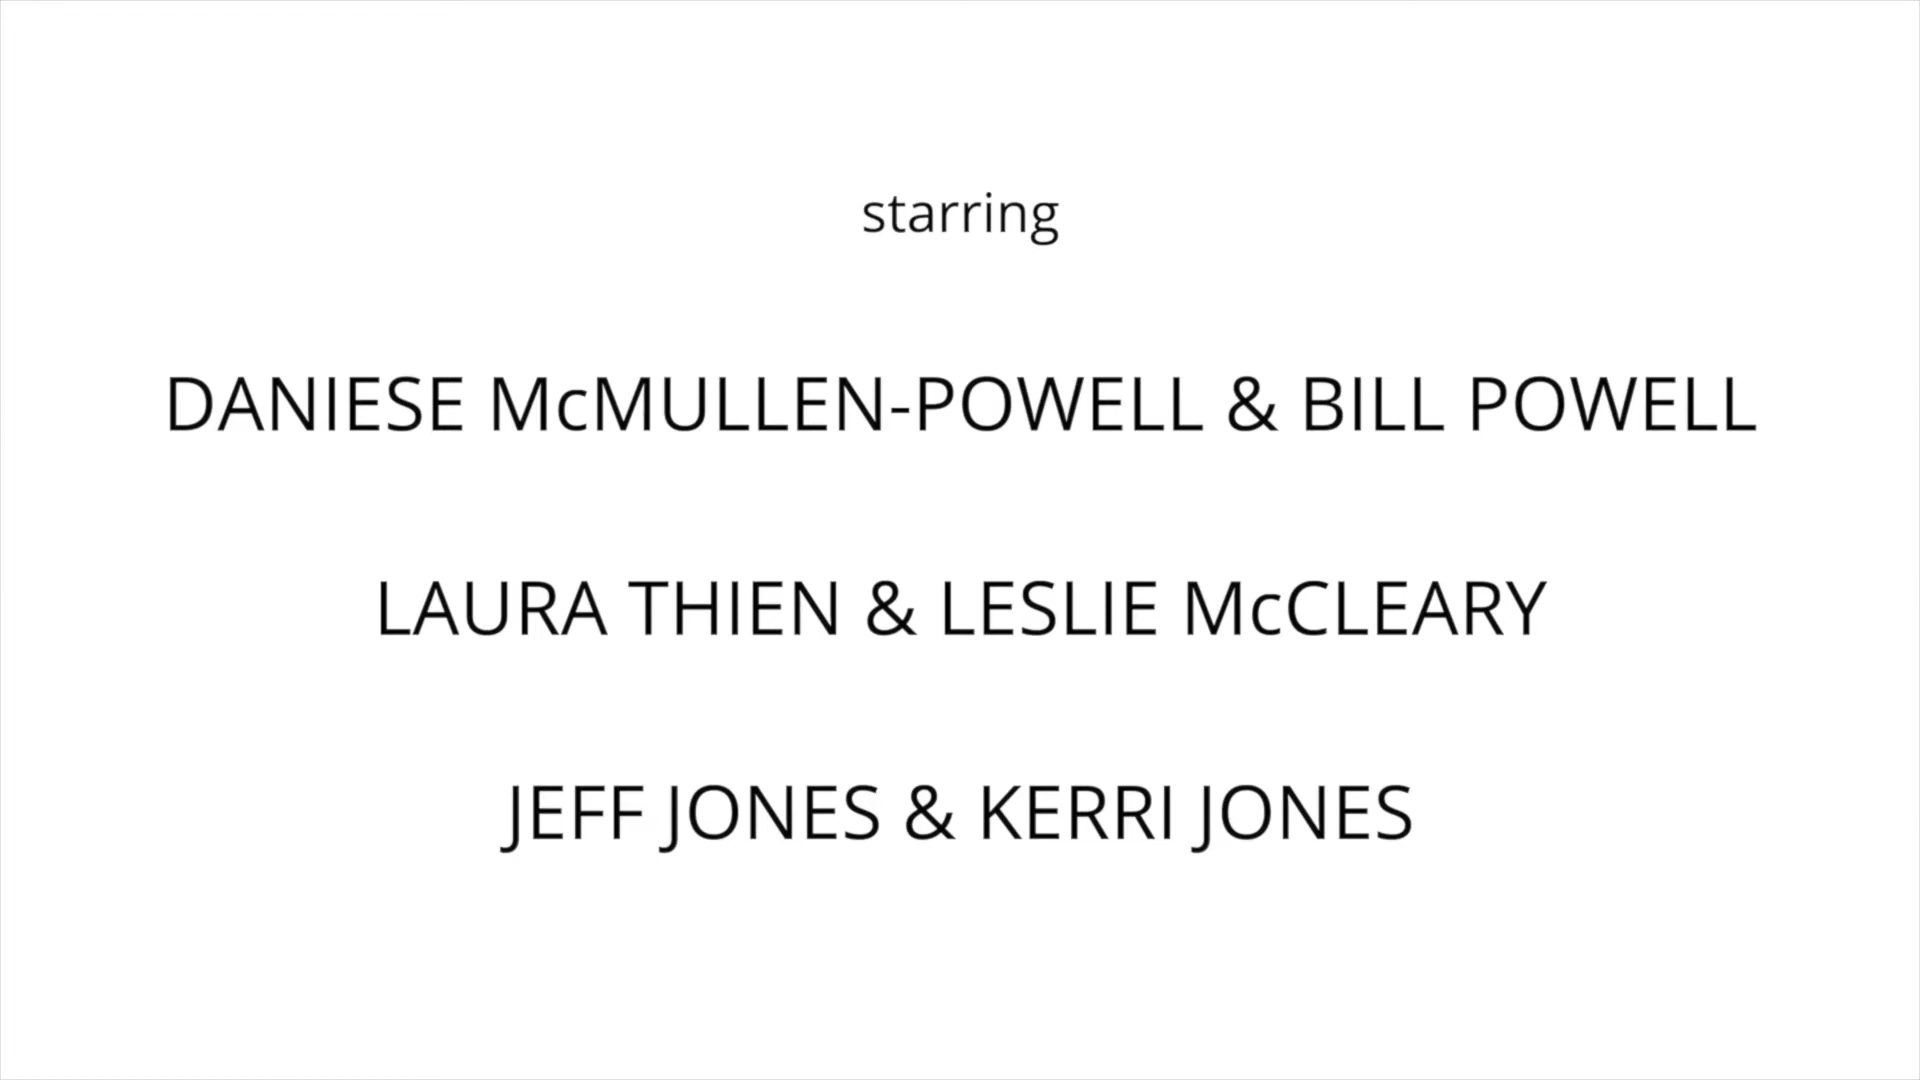 starring
DANIESE McMULLEN-POWELL & BILL POWELL
LAURA THIEN & LESLIE McCLEARY
JEFF JONES & KERRI JONES